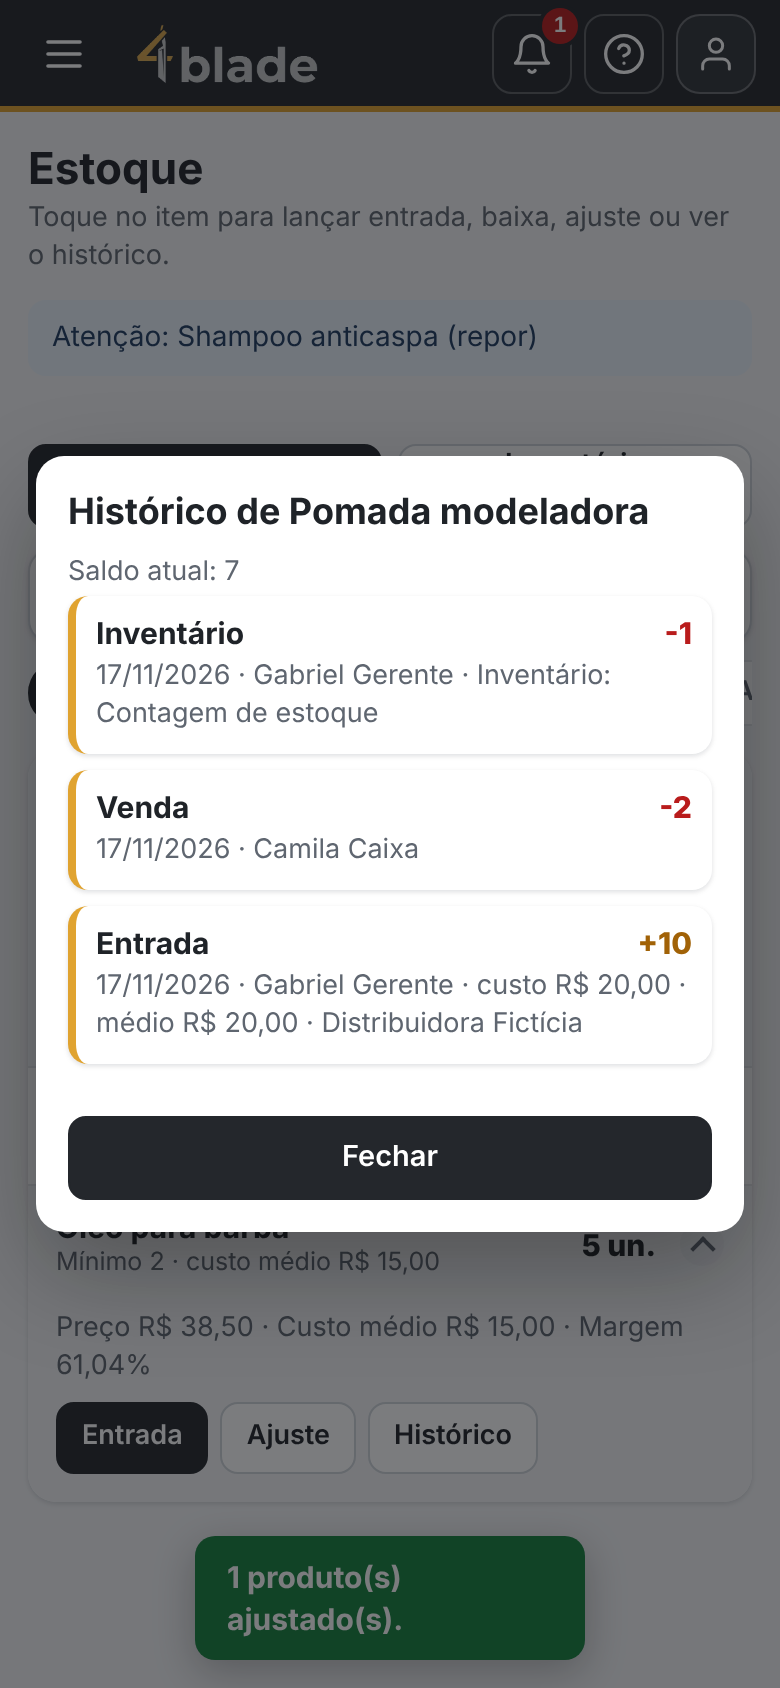 4blade
1
Estoque
Toque no item para lançar entrada, baixa, ajuste ou ver
o histórico.
Atenção: Shampoo anticaspa (repor)
Histórico de Pomada modeladora
Saldo atual: 7
Inventário -1
17/11/2026 · Gabriel Gerente · Inventário:
Contagem de estoque
Venda -2
17/11/2026 · Camila Caixa
Entrada +10
17/11/2026 · Gabriel Gerente · custo R$ 20,00 ·
médio R$ 20,00 · Distribuidora Fictícia
Fechar
Óleo para barba
5 un.
Mínimo 2 · custo médio R$ 15,00
Preço R$ 38,50 · Custo médio R$ 15,00 · Margem
61,04%
Entrada Ajuste Histórico
1 produto(s)
ajustado(s).